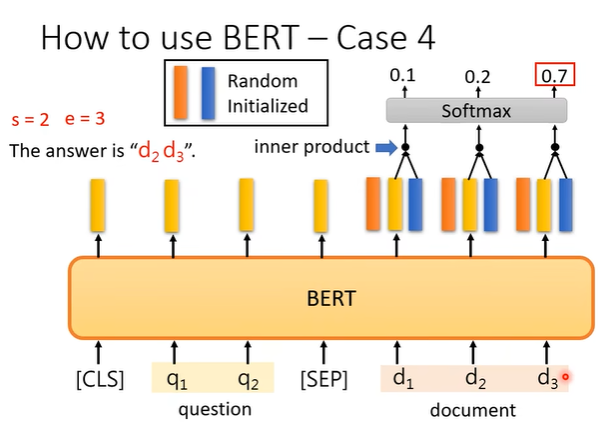 How to use BERT – Case 4
Random
Initialized
0.1 0.2 0.7
Softmax
s = 2 e = 3
The answer is “d2 d3”.
inner product
BERT
[CLS] q1 q2 [SEP] d1 d2 d3
question document